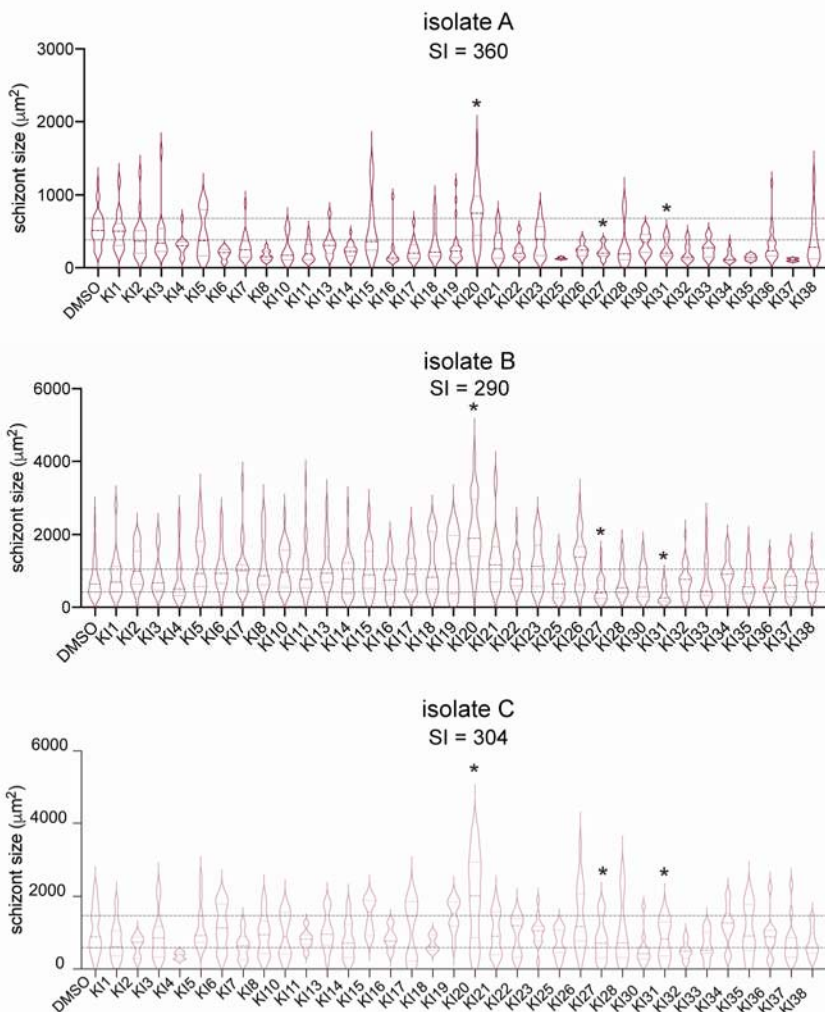 isolate A
SI = 360
3000
2000
1000
0
schizont size (µm²)
*
*
*
DMSO KI1 KI2 KI3 KI4 KI5 KI6 KI7 KI8 KI10 KI11 KI13 KI14 KI15 KI16 KI17 KI18 KI19 KI20 KI21 KI22 KI23 KI25 KI26 KI27 KI28 KI30 KI31 KI32 KI33 KI34 KI35 KI36 KI37 KI38
isolate B
SI = 290
6000
4000
2000
0
schizont size (µm²)
*
*
*
DMSO KI1 KI2 KI3 KI4 KI5 KI6 KI7 KI8 KI10 KI11 KI13 KI14 KI15 KI16 KI17 KI18 KI19 KI20 KI21 KI22 KI23 KI25 KI26 KI27 KI28 KI30 KI31 KI32 KI33 KI34 KI35 KI36 KI37 KI38
isolate C
SI = 304
6000
4000
2000
0
schizont size (µm²)
*
*
*
DMSO KI1 KI2 KI3 KI4 KI5 KI6 KI7 KI8 KI10 KI11 KI13 KI14 KI15 KI16 KI17 KI18 KI19 KI20 KI21 KI22 KI23 KI25 KI26 KI27 KI28 KI30 KI31 KI32 KI33 KI34 KI35 KI36 KI37 KI38